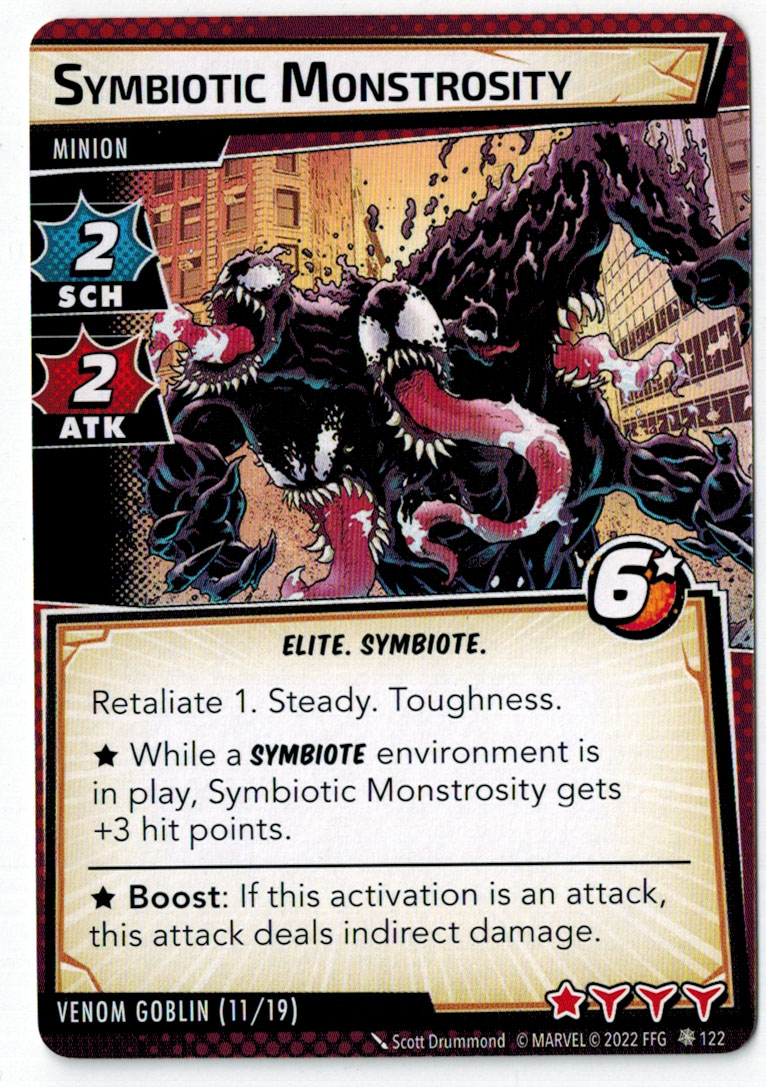 SYMBIOTIC MONSTROSITY
MINION
2
SCH
2
ATK
6★
ELITE. SYMBIOTE.
Retaliate 1. Steady. Toughness.
★ While a SYMBIOTE environment is
in play, Symbiotic Monstrosity gets
+3 hit points.
★ Boost: If this activation is an attack,
this attack deals indirect damage.
VENOM GOBLIN (11/19)
Scott Drummond © MARVEL © 2022 FFG 122